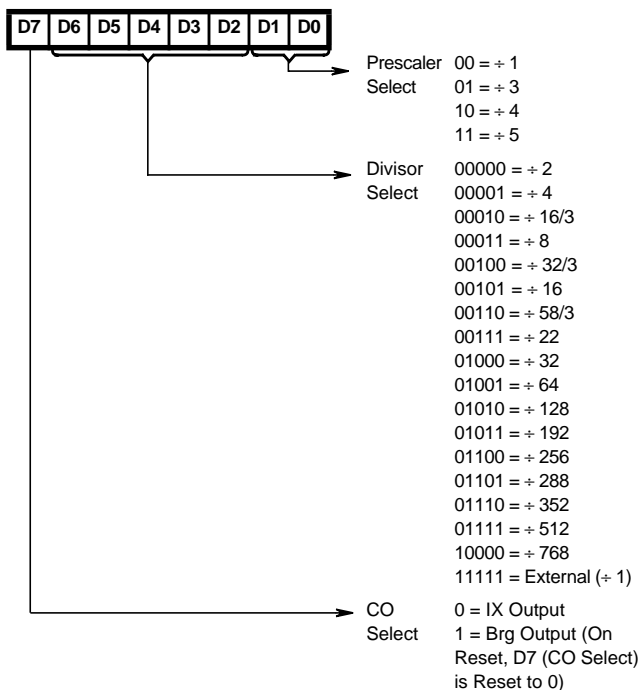 D7 D6 D5 D4 D3 D2 D1 D0
Prescaler 00 = ÷ 1
Select 01 = ÷ 3
10 = ÷ 4
11 = ÷ 5
Divisor 00000 = ÷ 2
Select 00001 = ÷ 4
00010 = ÷ 16/3
00011 = ÷ 8
00100 = ÷ 32/3
00101 = ÷ 16
00110 = ÷ 58/3
00111 = ÷ 22
01000 = ÷ 32
01001 = ÷ 64
01010 = ÷ 128
01011 = ÷ 192
01100 = ÷ 256
01101 = ÷ 288
01110 = ÷ 352
01111 = ÷ 512
10000 = ÷ 768
11111 = External (÷ 1)
CO 0 = IX Output
Select 1 = Brg Output (On
Reset, D7 (CO Select)
is Reset to 0)